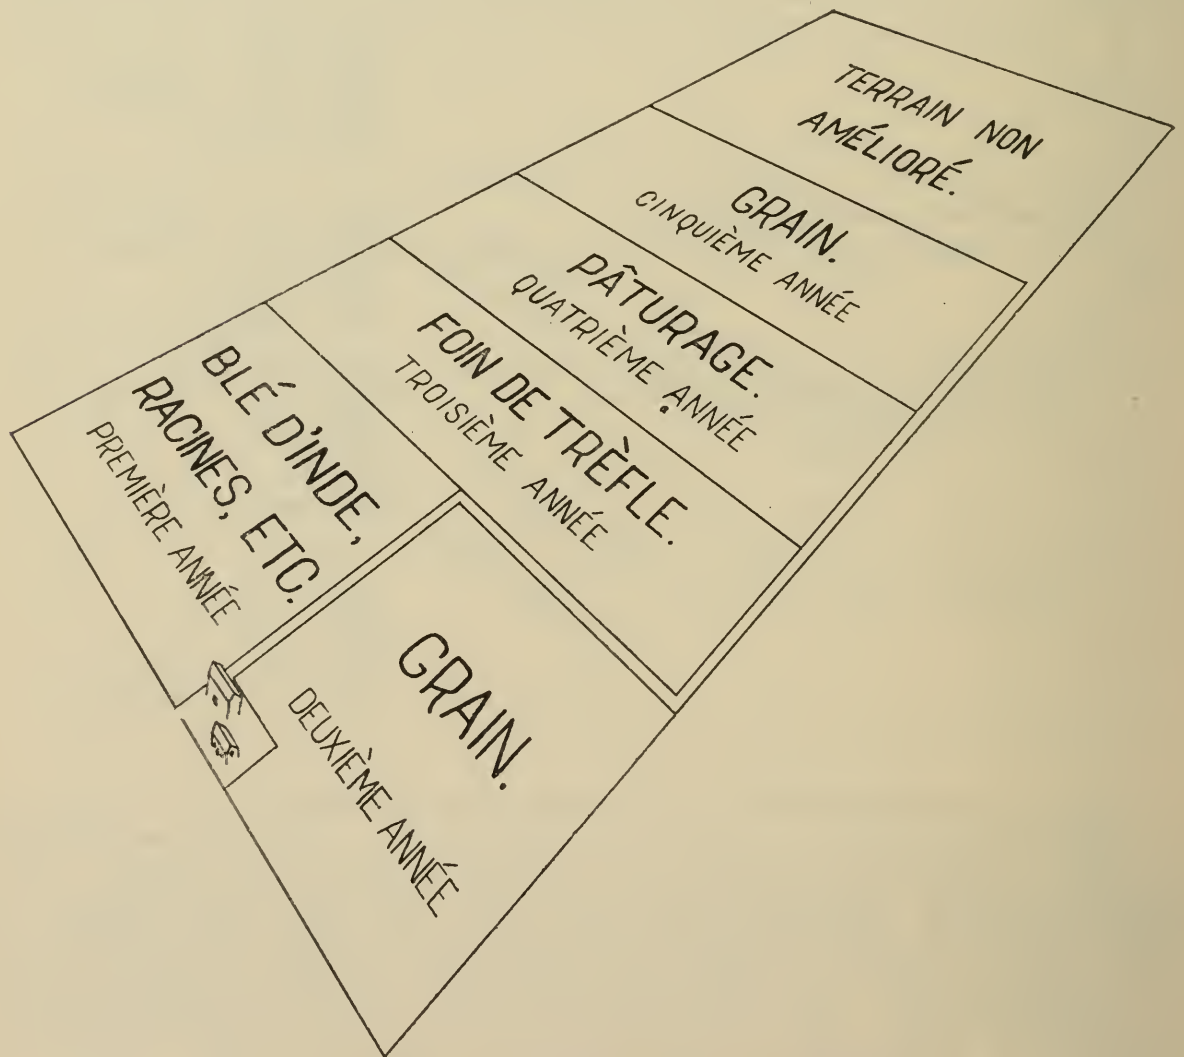 TERRAIN NON
AMÉLIORÉ.
GRAIN.
CINQUIÈME ANNÉE
PÂTURAGE.
QUATRIÈME ANNÉE
FOIN DE TRÈFLE.
TROISIÈME ANNÉE
BLÉ D'INDE,
RACINES, ETC.
PREMIÈRE ANNÉE
GRAIN.
DEUXIÈME ANNÉE